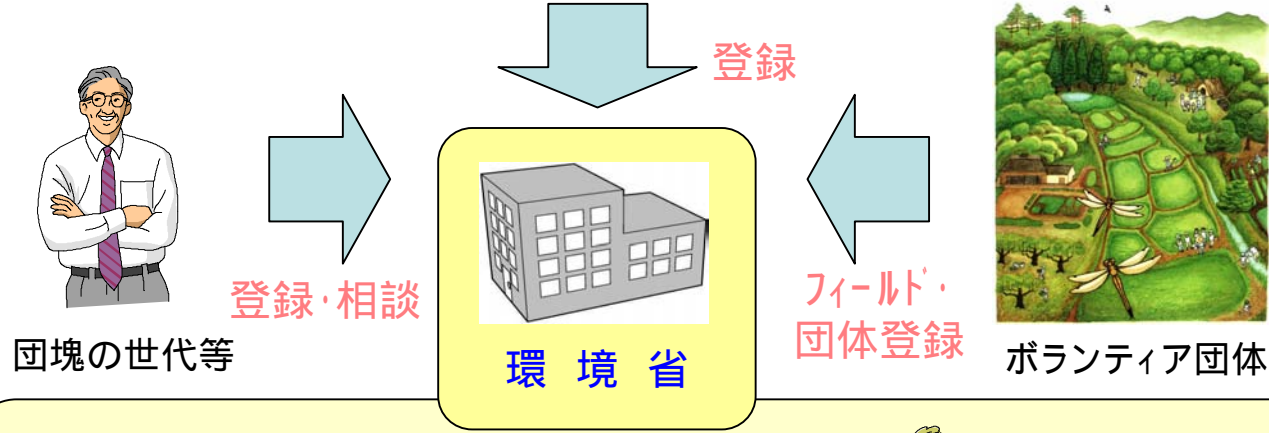 登録
登録・相談
団塊の世代等
環境省
フィールド・
団体登録
ボランティア団体